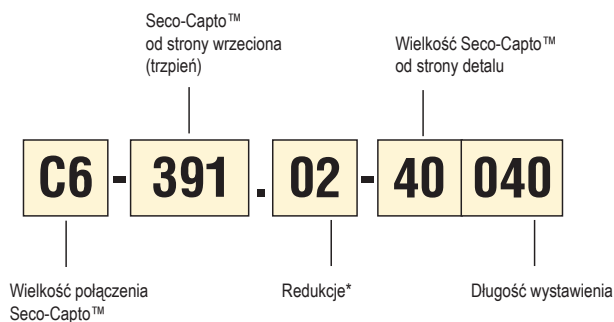 Seco-Capto™
od strony wrzeciona
(trzpień)
Wielkość Seco-Capto™
od strony detalu
C6 - 391 . 02 - 40 040
Wielkość połączenia
Seco-Capto™
Redukcje*
Długość wystawienia